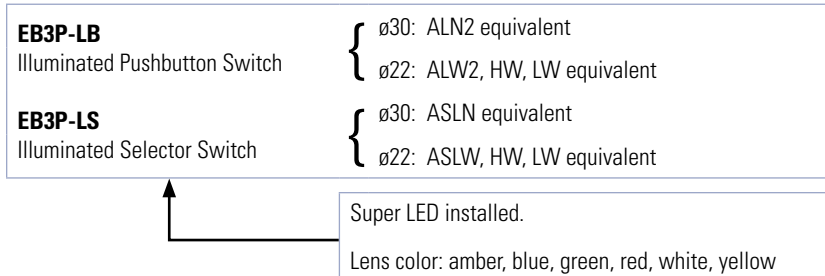 EB3P-LB
Illuminated Pushbutton Switch
ø30: ALN2 equivalent
ø22: ALW2, HW, LW equivalent
EB3P-LS
Illuminated Selector Switch
ø30: ASLN equivalent
ø22: ASLW, HW, LW equivalent
Super LED installed.
Lens color: amber, blue, green, red, white, yellow